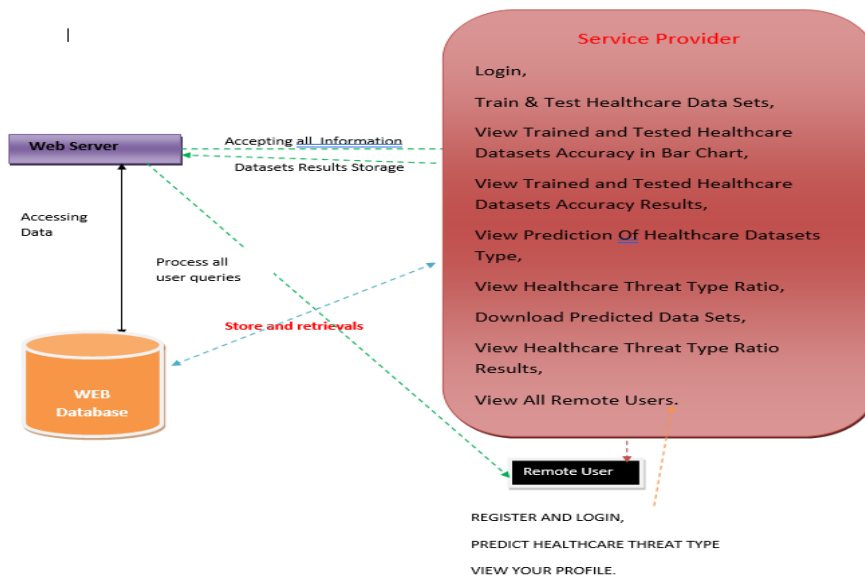 Service Provider
Login,
Train & Test Healthcare Data Sets,
View Trained and Tested Healthcare
Datasets Accuracy in Bar Chart,
View Trained and Tested Healthcare
Datasets Accuracy Results,
View Prediction Of Healthcare Datasets
Type,
View Healthcare Threat Type Ratio,
Download Predicted Data Sets,
View Healthcare Threat Type Ratio
Results,
View All Remote Users.
Web Server
Accepting all Information
Datasets Results Storage
Accessing
Data
Process all
user queries
Store and retrievals
WEB
Database
Remote User
REGISTER AND LOGIN,
PREDICT HEALTHCARE THREAT TYPE
VIEW YOUR PROFILE.